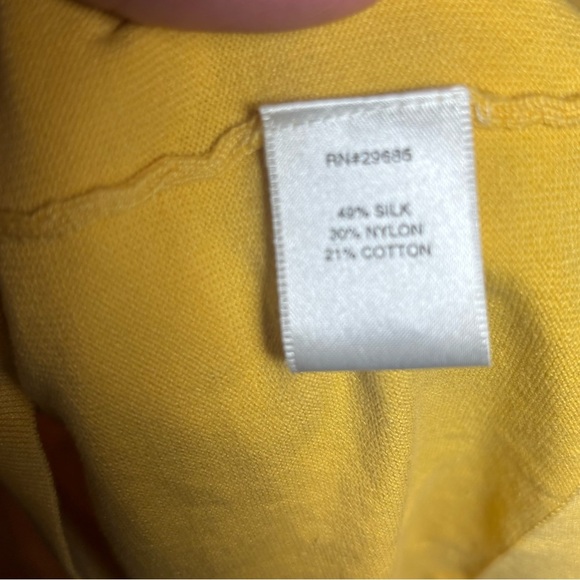 RN#29685
49% SILK
30% NYLON
21% COTTON